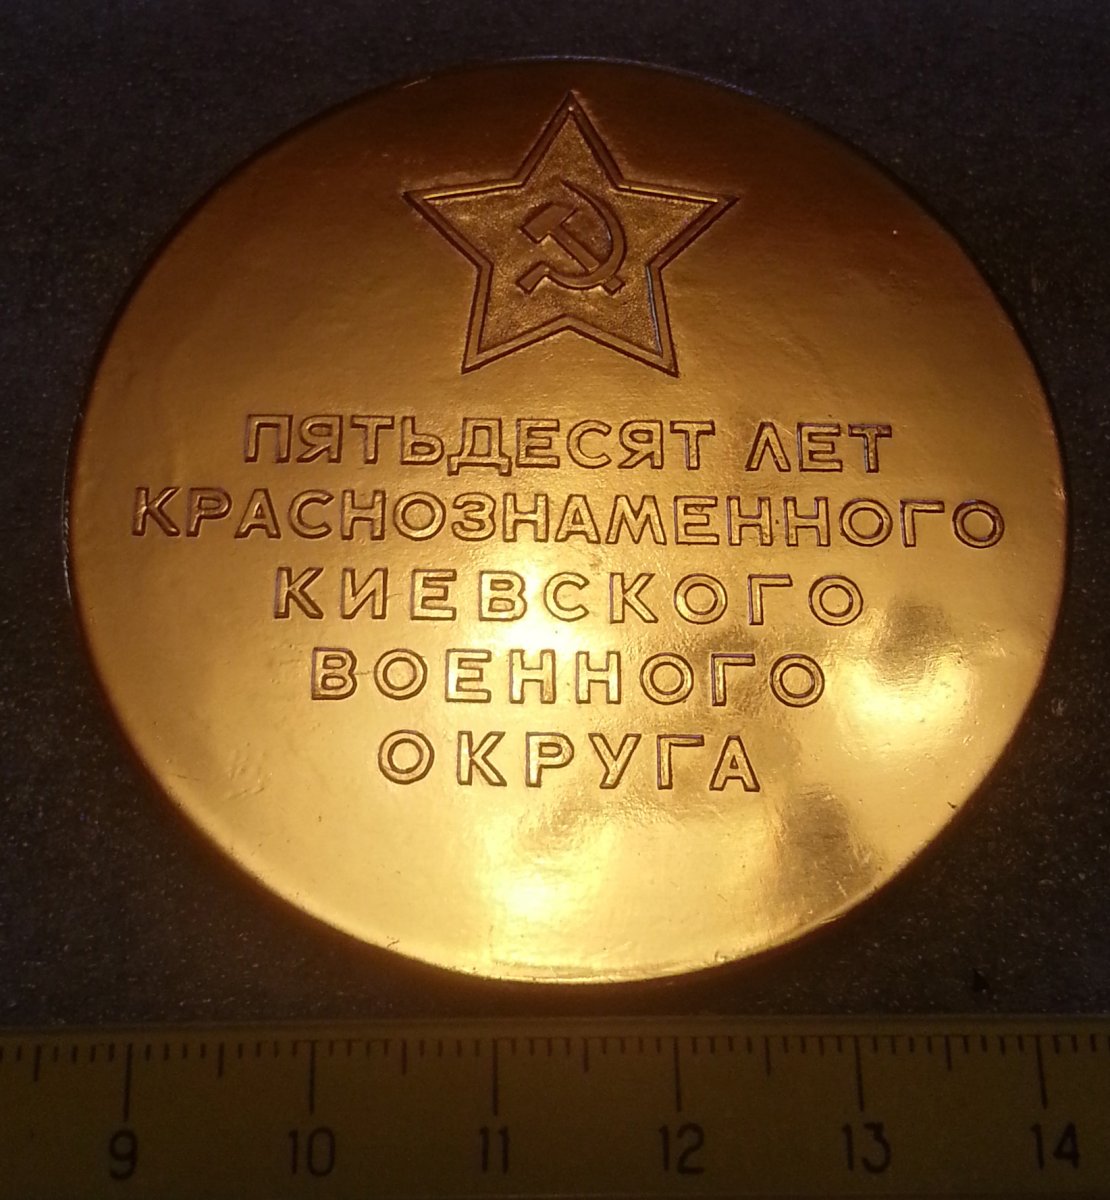 ПЯТЬДЕСЯТ ЛЕТ
КРАСНОЗНАМЕННОГО
КИЕВСКОГО
ВОЕННОГО
ОКРУГА
9 10 11 12 13 14